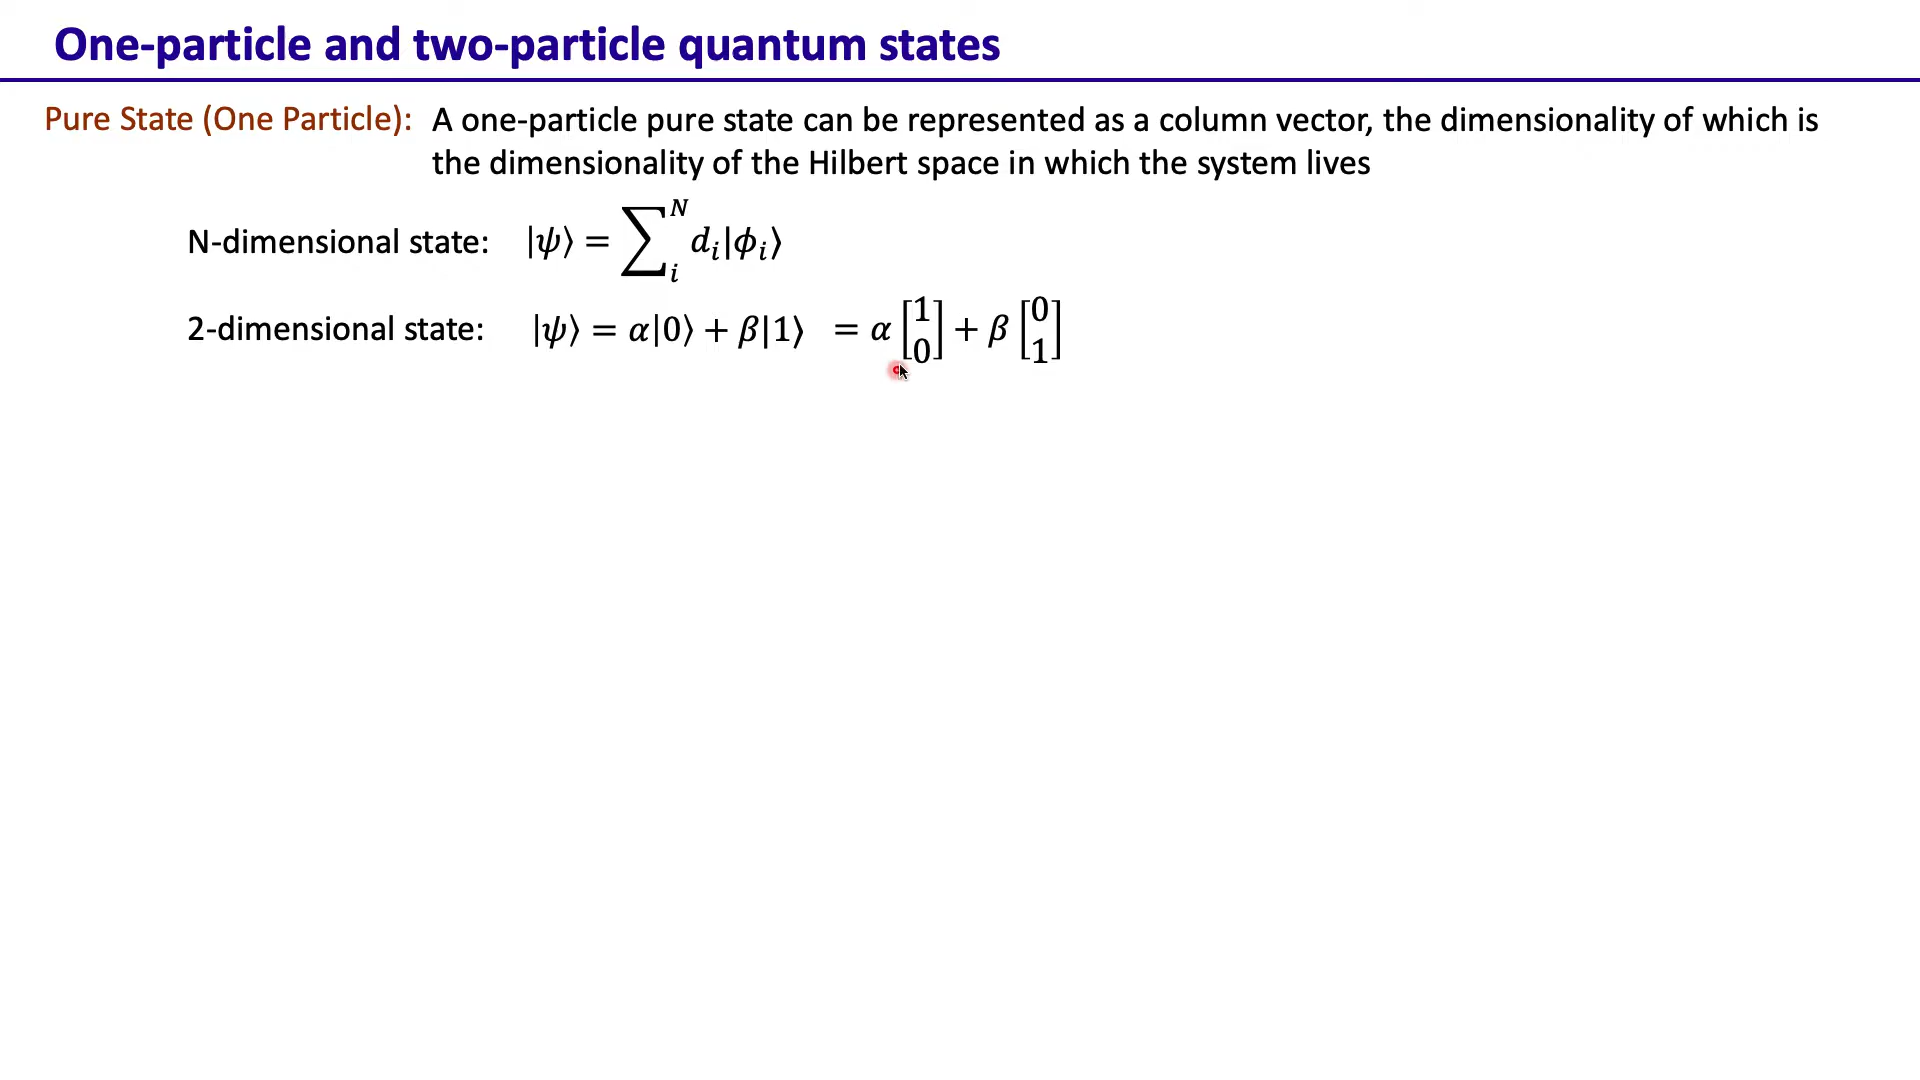 One-particle and two-particle quantum states
Pure State (One Particle): A one-particle pure state can be represented as a column vector, the dimensionality of which is
the dimensionality of the Hilbert space in which the system lives
N-dimensional state: |ψ⟩ = ∑_i^N d_i|ϕ_i⟩
2-dimensional state: |ψ⟩ = α|0⟩ + β|1⟩ = α [1 0] + β [0 1]